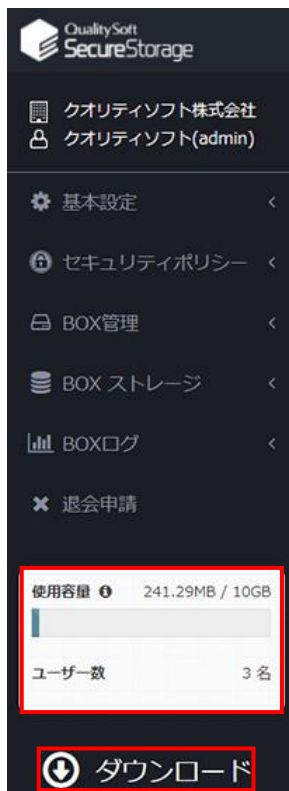 QualitySoft
SecureStorage
クオリティソフト株式会社
クオリティソフト(admin)
基本設定
セキュリティポリシー
BOX管理
BOX ストレージ
BOXログ
退会申請
使用容量 241.29MB / 10GB
ユーザー数 3 名
ダウンロード